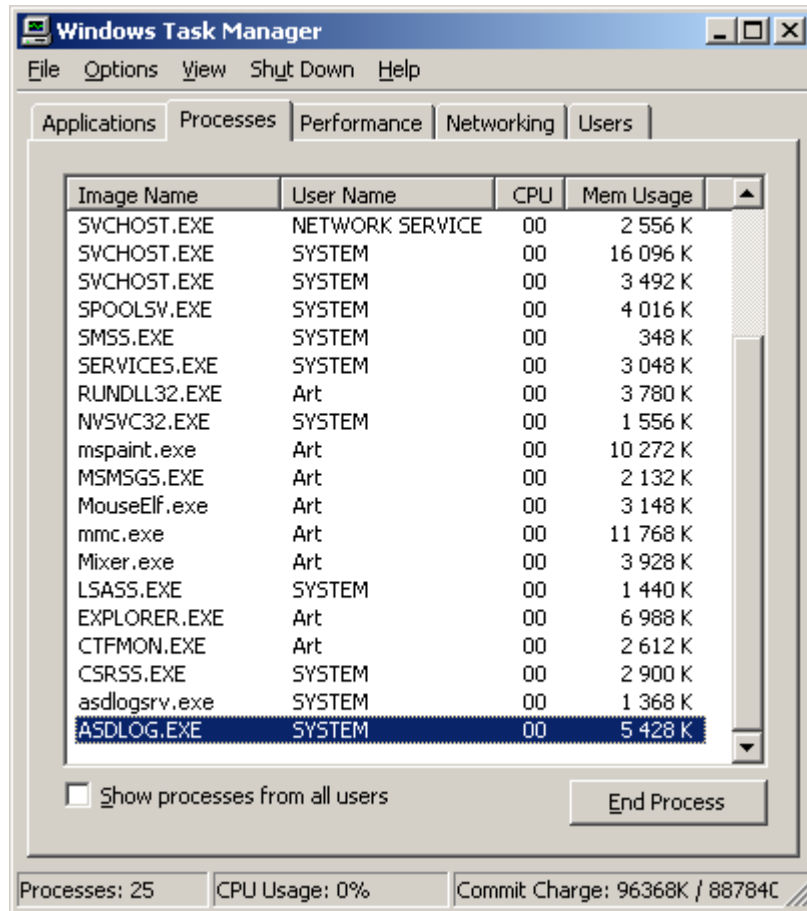 Windows Task Manager
File Options View Shut Down Help
Applications Processes Performance Networking Users
Image Name User Name CPU Mem Usage
SVCHOST.EXE NETWORK SERVICE 00 2 556 K
SVCHOST.EXE SYSTEM 00 16 096 K
SVCHOST.EXE SYSTEM 00 3 492 K
SPOOLSV.EXE SYSTEM 00 4 016 K
SMSS.EXE SYSTEM 00 348 K
SERVICES.EXE SYSTEM 00 3 048 K
RUNDLL32.EXE Art 00 3 780 K
NVSVC32.EXE SYSTEM 00 1 556 K
mspaint.exe Art 00 10 272 K
MSMSGS.EXE Art 00 2 132 K
MouseElf.exe Art 00 3 148 K
mmc.exe Art 00 11 768 K
Mixer.exe Art 00 3 928 K
LSASS.EXE SYSTEM 00 1 440 K
EXPLORER.EXE Art 00 6 988 K
CTFMON.EXE Art 00 2 612 K
CSRSS.EXE SYSTEM 00 2 900 K
asdlogsrv.exe SYSTEM 00 1 368 K
ASDLOG.EXE SYSTEM 00 5 428 K
Show processes from all users
End Process
Processes: 25 CPU Usage: 0% Commit Charge: 96368K /